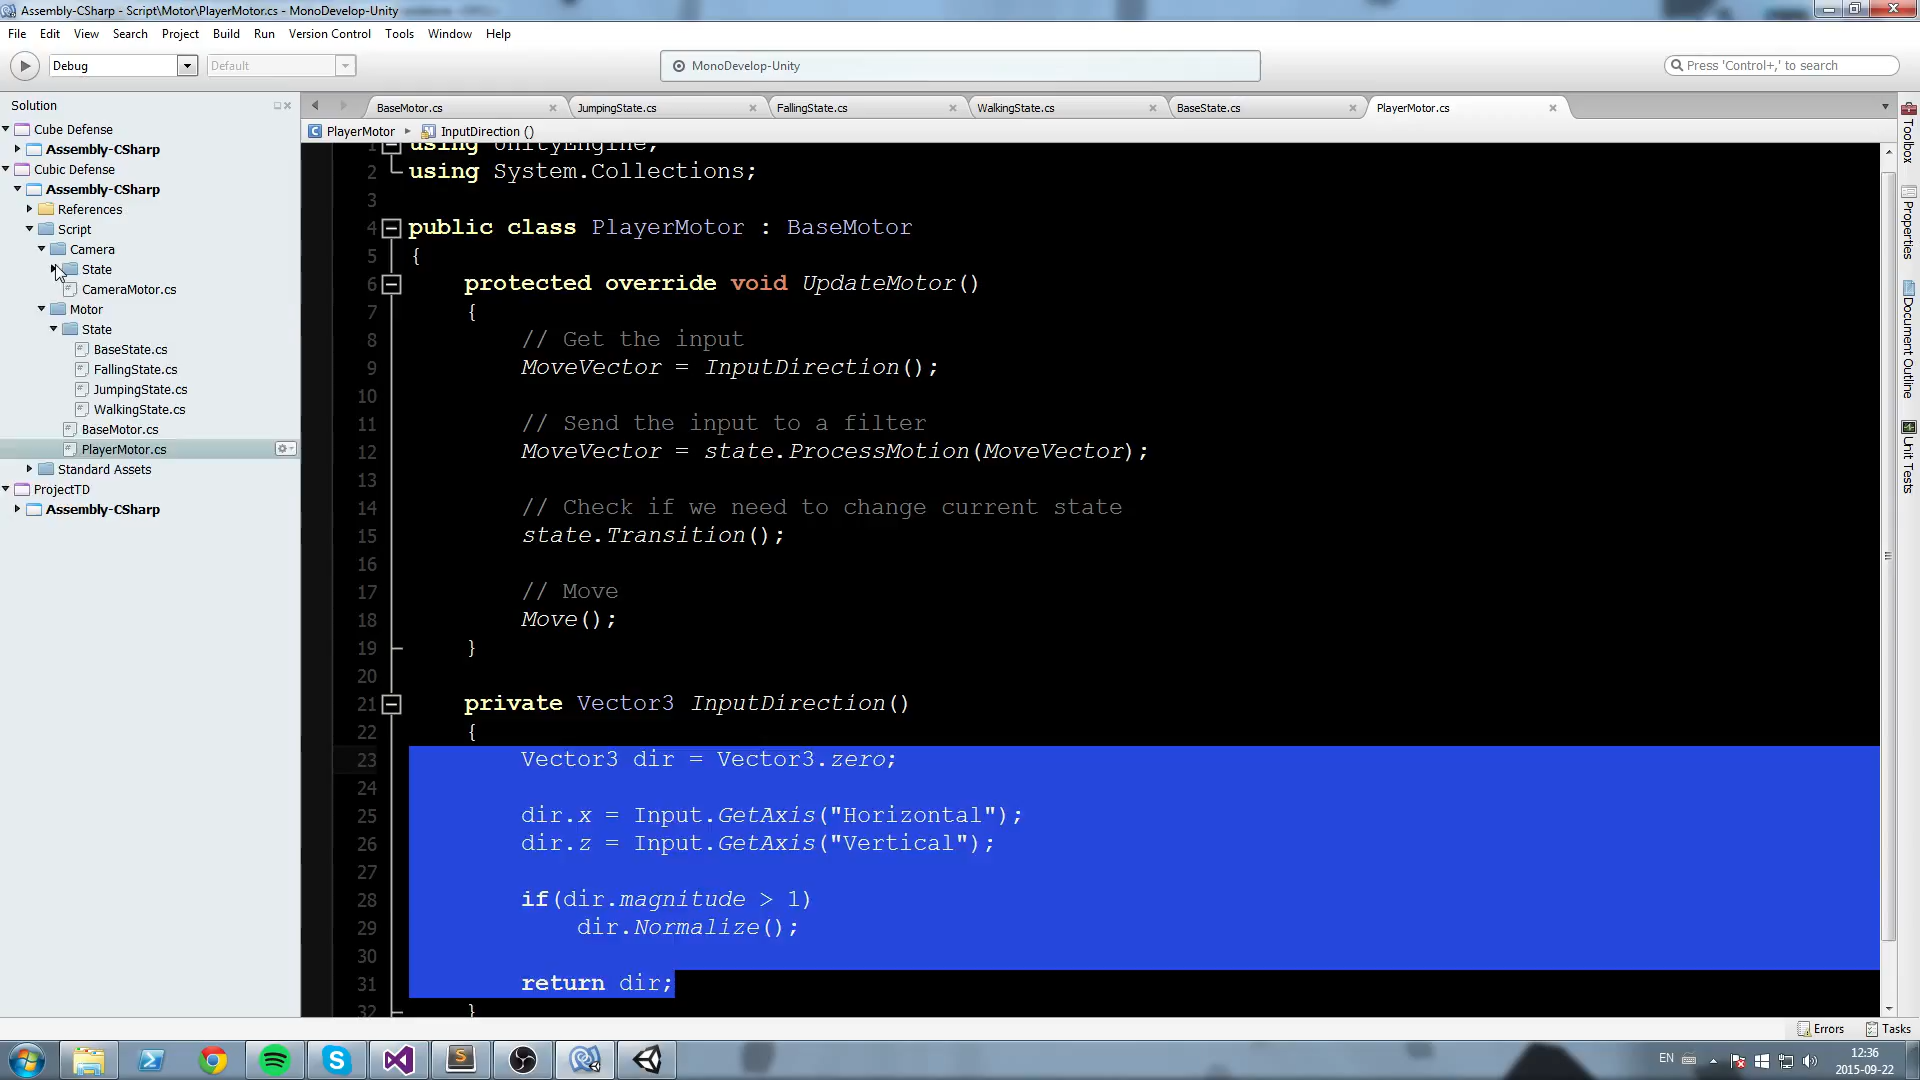 Assembly-CSharp - Script\Motor\PlayerMotor.cs - MonoDevelop-Unity
File Edit View Search Project Build Run Version Control Tools Window Help
Debug Default MonoDevelop-Unity Press 'Control+,' to search
Solution
BaseMotor.cs JumpingState.cs FallingState.cs WalkingState.cs BaseState.cs PlayerMotor.cs
PlayerMotor InputDirection ()
Cube Defense
Assembly-CSharp
Cubic Defense
Assembly-CSharp
References
Script
Camera
State
CameraMotor.cs
Motor
State
BaseState.cs
FallingState.cs
JumpingState.cs
WalkingState.cs
BaseMotor.cs
PlayerMotor.cs
Standard Assets
ProjectTD
Assembly-CSharp
1 using UnityEngine;
2 using System.Collections;
3
4 public class PlayerMotor : BaseMotor
5 {
6 protected override void UpdateMotor()
7 {
8 // Get the input
9 MoveVector = InputDirection();
10
11 // Send the input to a filter
12 MoveVector = state.ProcessMotion(MoveVector);
13
14 // Check if we need to change current state
15 state.Transition();
16
17 // Move
18 Move();
19 }
20
21 private Vector3 InputDirection()
22 {
23 Vector3 dir = Vector3.zero;
24
25 dir.x = Input.GetAxis("Horizontal");
26 dir.z = Input.GetAxis("Vertical");
27
28 if(dir.magnitude > 1)
29 dir.Normalize();
30
31 return dir;
32 }
Toolbox
Properties
Document Outline
Unit Tests
Errors Tasks
EN 12:36
2015-09-22